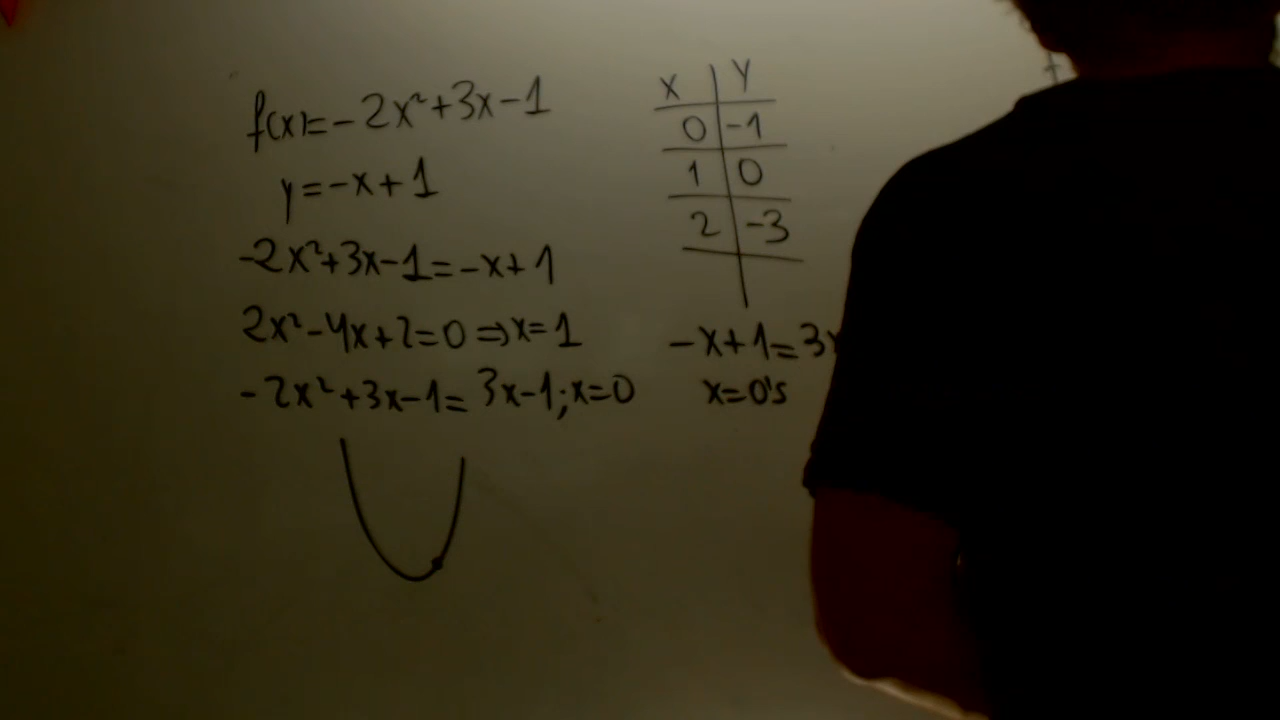 f(x)=-2x²+3x-1
y=-x+1
-2x²+3x-1=-x+1
2x²-4x+2=0⇒x=1
-2x²+3x-1=3x-1;x=0
X Y
0 -1
1 0
2 -3
-x+1=3x
x=0's